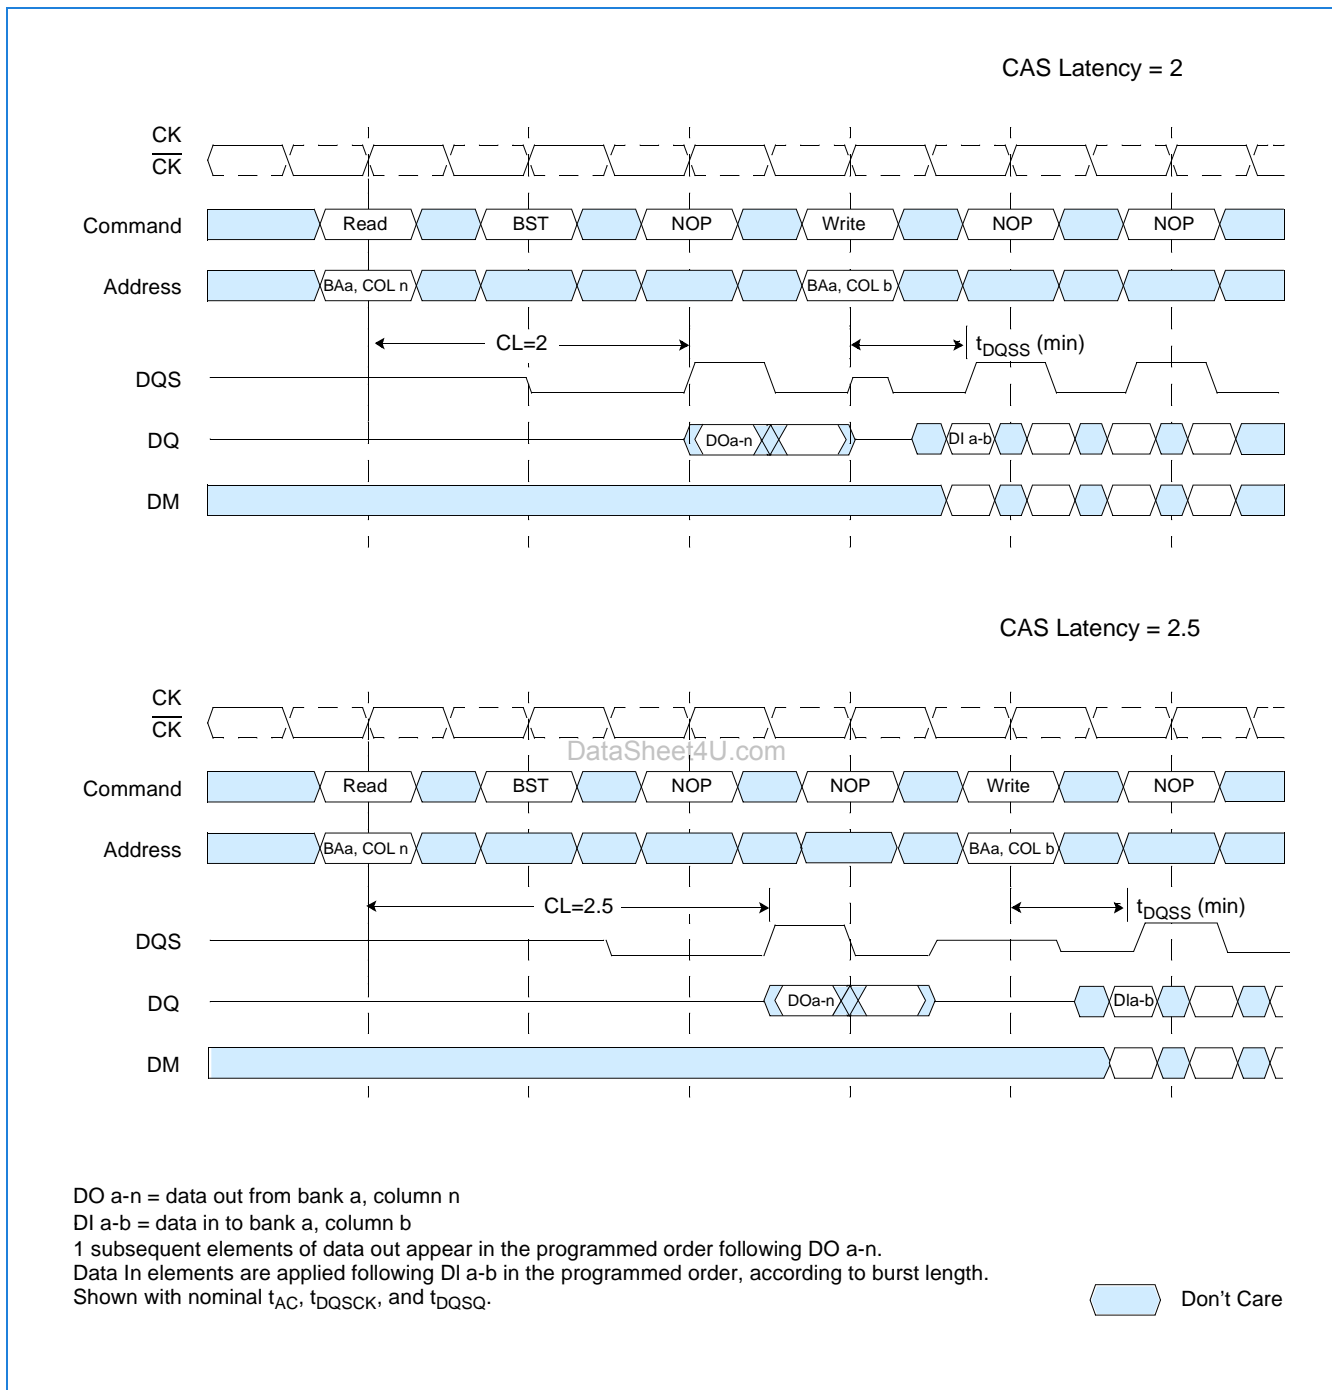 CAS Latency = 2
CK
CK
Command Read BST NOP Write NOP NOP
Address BAa, COL n BAa, COL b
CL=2 tDQSS (min)
DQS
DQ DOa-n DI a-b
DM
CAS Latency = 2.5
CK
CK
DataSheet4U.com
Command Read BST NOP NOP Write NOP
Address BAa, COL n BAa, COL b
CL=2.5 tDQSS (min)
DQS
DQ DOa-n DIa-b
DM
DO a-n = data out from bank a, column n
DI a-b = data in to bank a, column b
1 subsequent elements of data out appear in the programmed order following DO a-n.
Data In elements are applied following DI a-b in the programmed order, according to burst length.
Shown with nominal tAC, tDQSCK, and tDQSQ.
Don't Care